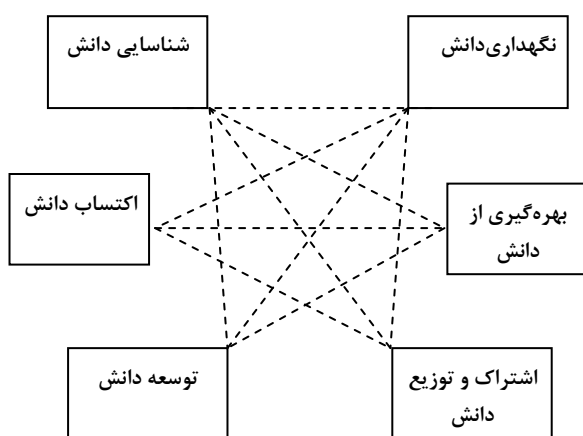 نگهداری‌دانش
شناسایی دانش
بهره‌گیری از
دانش
اکتساب دانش
اشتراک و توزیع
دانش
توسعه دانش